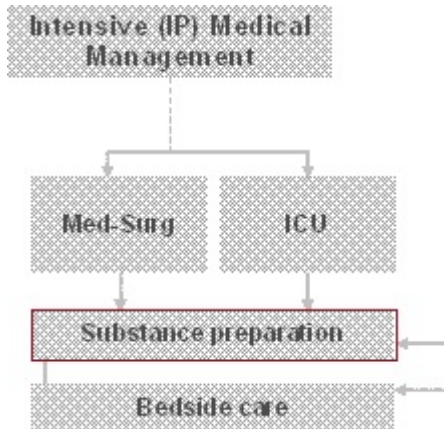 Intensive (IP) Medical
Management
Med-Surg
ICU
Substance preparation
Bedside care